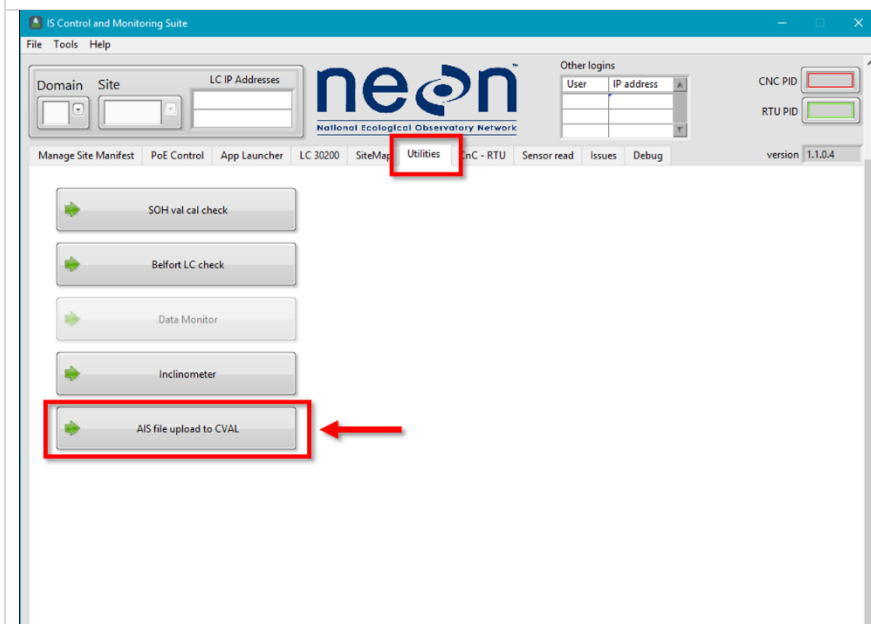 IS Control and Monitoring Suite
File Tools Help
Domain Site LC IP Addresses
neon
National Ecological Observatory Network
Other logins
User IP address
CNC PID
RTU PID
Manage Site Manifest PoE Control App Launcher LC 30200 SiteMap Utilities CnC - RTU Sensor read Issues Debug version 1.1.0.4
SOH val cal check
Belfort LC check
Data Monitor
Inclinometer
AIS file upload to CVAL